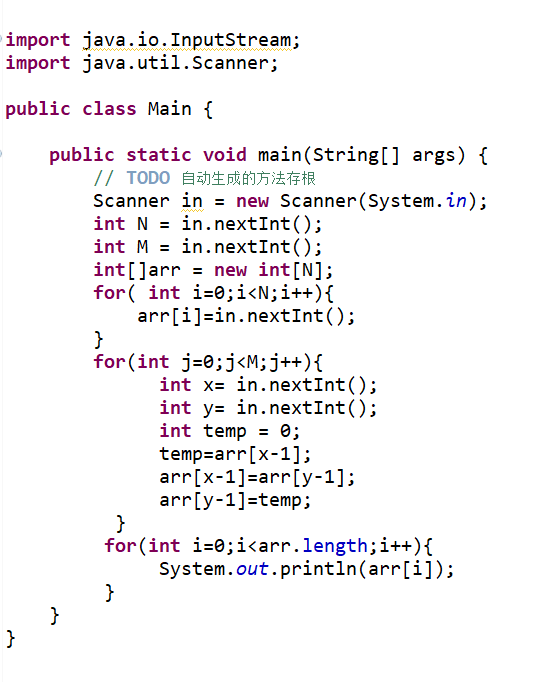 import java.io.InputStream;
import java.util.Scanner;
public class Main {
public static void main(String[] args) {
// TODO 自动生成的方法存根
Scanner in = new Scanner(System.in);
int N = in.nextInt();
int M = in.nextInt();
int[]arr = new int[N];
for( int i=0;i<N;i++){
arr[i]=in.nextInt();
}
for(int j=0;j<M;j++){
int x= in.nextInt();
int y= in.nextInt();
int temp = 0;
temp=arr[x-1];
arr[x-1]=arr[y-1];
arr[y-1]=temp;
}
for(int i=0;i<arr.length;i++){
System.out.println(arr[i]);
}
}
}